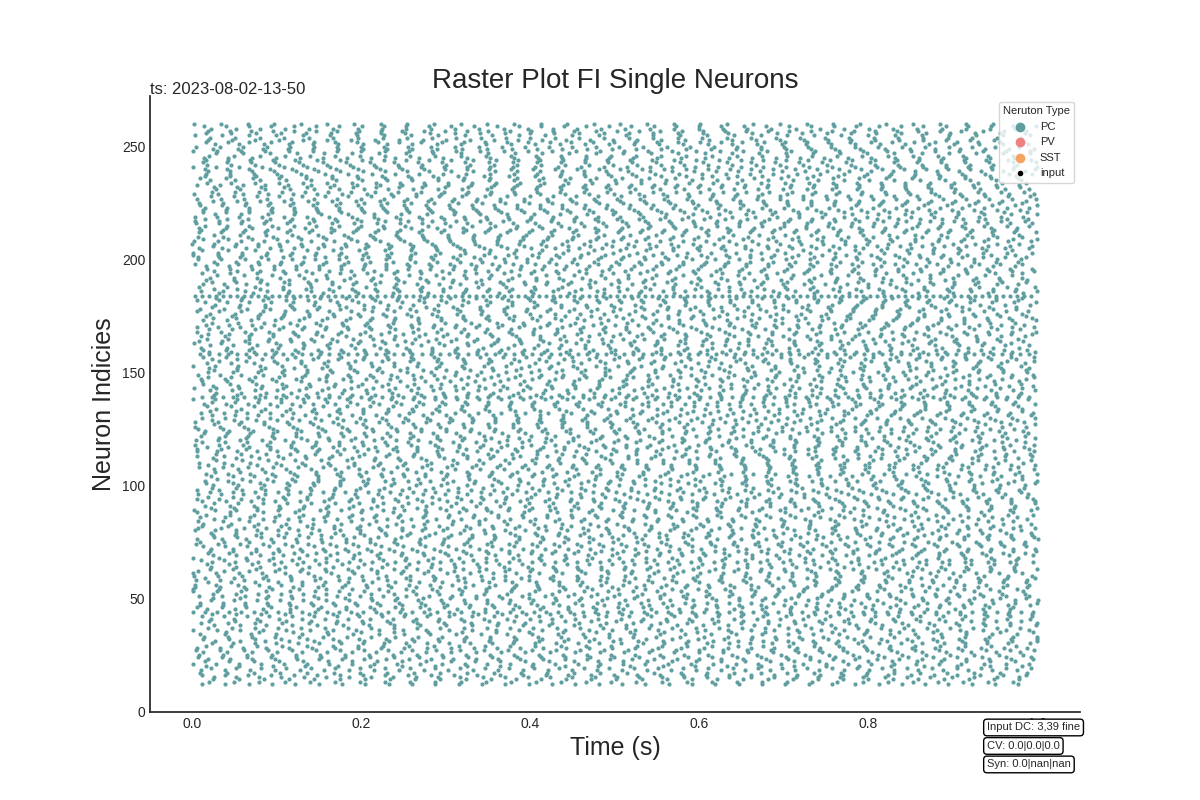 Raster Plot FI Single Neurons
ts: 2023-08-02-13-50
Neruton Type
PC
PV
SST
input
Neuron Indicies
250
200
150
100
50
0
0.0
0.2
0.4
0.6
0.8
Time (s)
Input DC: 3,39 fine
CV: 0.0|0.0|0.0
Syn: 0.0|nan|nan